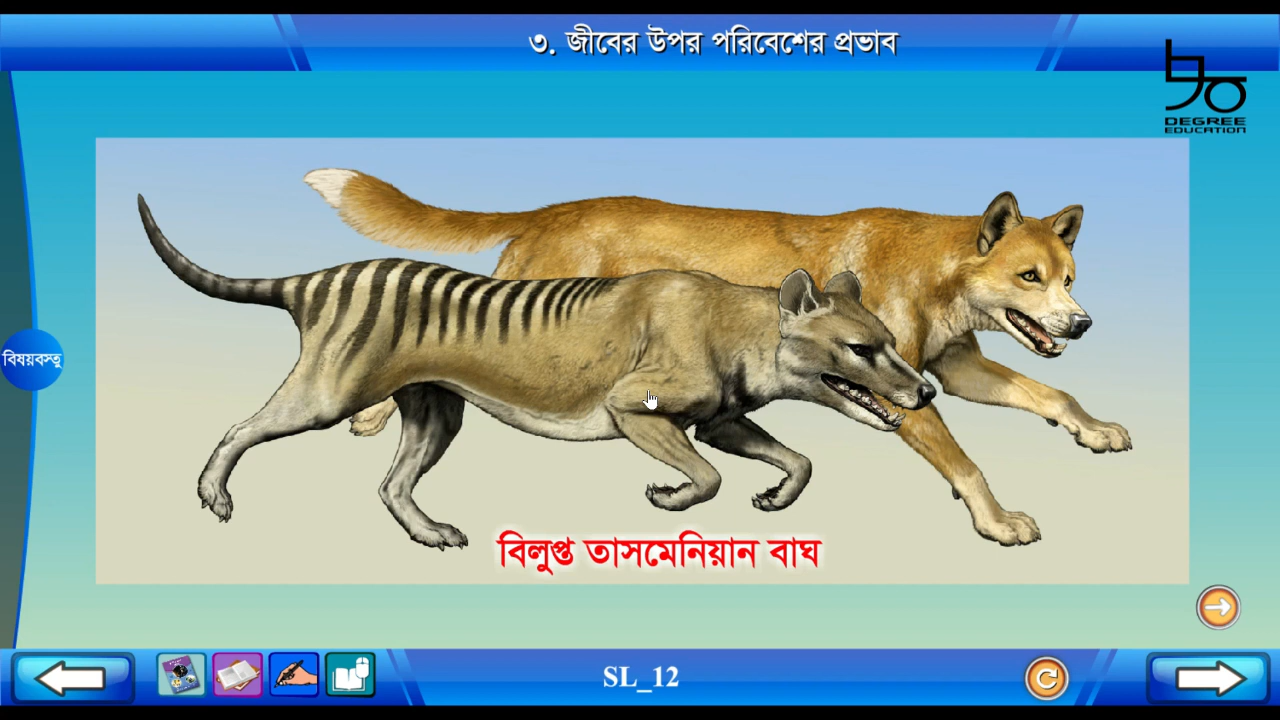 ৩. জীবের উপর পরিবেশের প্রভাব
DEGREE
EDUCATION
বিষয়বস্তু
বিলুপ্ত তাসমেনিয়ান বাঘ
SL_12